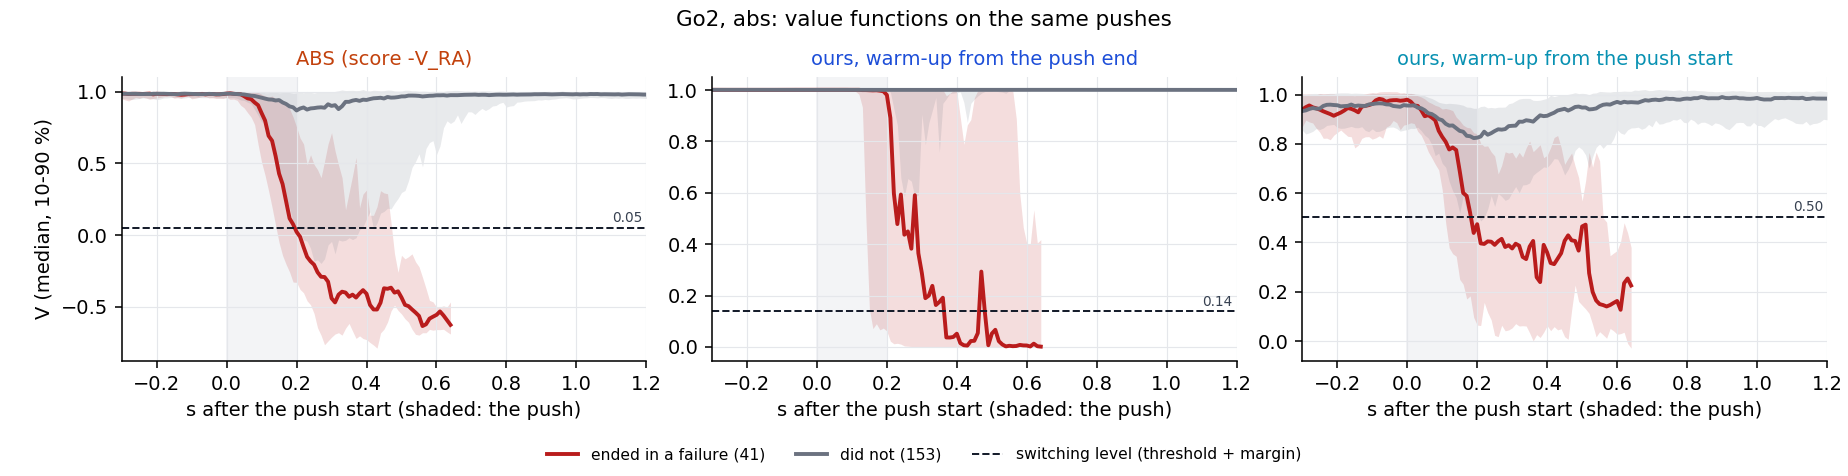 Go2, abs: value functions on the same pushes
ABS (score -V_RA)
ours, warm-up from the push end
ours, warm-up from the push start
V (median, 10-90 %)
1.0
0.5
0.0
−0.5
0.05
−0.2 0.0 0.2 0.4 0.6 0.8 1.0 1.2
s after the push start (shaded: the push)
1.0
0.8
0.6
0.4
0.2
0.0
0.14
−0.2 0.0 0.2 0.4 0.6 0.8 1.0 1.2
s after the push start (shaded: the push)
1.0
0.8
0.6
0.4
0.2
0.0
0.50
−0.2 0.0 0.2 0.4 0.6 0.8 1.0 1.2
s after the push start (shaded: the push)
ended in a failure (41)
did not (153)
switching level (threshold + margin)